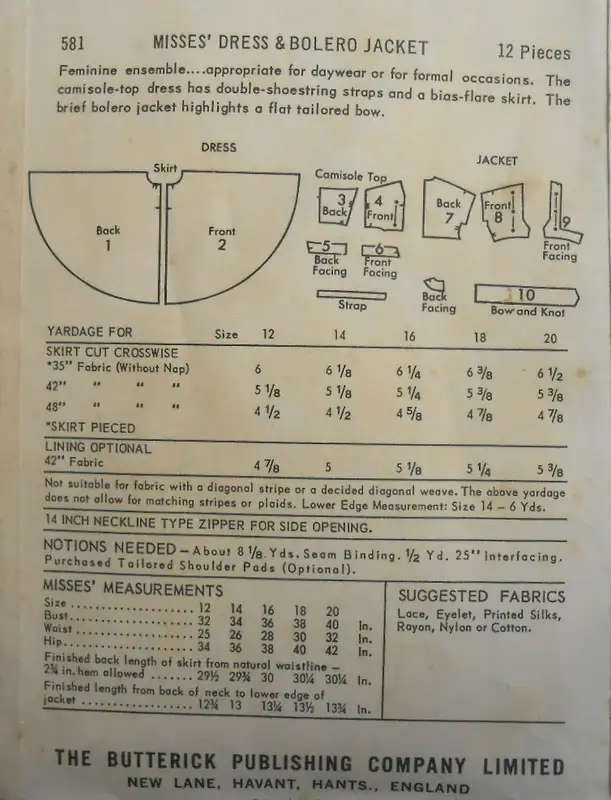 581 MISSES' DRESS & BOLERO JACKET 12 Pieces
Feminine ensemble....appropriate for daywear or for formal occasions. The
camisole-top dress has double-shoestring straps and a bias-flare skirt. The
brief bolero jacket highlights a flat tailored bow.
DRESS
JACKET
Skirt
Camisole Top
Back
1
Front
2
3
Back
4
Front
Back
7
Front
8
9
Front
Facing
5
Back
Facing
6
Front
Facing
Strap
Back
Facing
10
Bow and Knot
YARDAGE FOR Size 12 14 16 18 20
SKIRT CUT CROSSWISE
*35" Fabric (Without Nap) 6 6 1/8 6 1/4 6 3/8 6 1/2
42" " " " 5 1/8 5 1/8 5 1/4 5 3/8 5 3/8
48" " " " 4 1/2 4 1/2 4 5/8 4 7/8 4 7/8
*SKIRT PIECED
LINING OPTIONAL
42" Fabric 4 7/8 5 5 1/8 5 1/4 5 3/8
Not suitable for fabric with a diagonal stripe or a decided diagonal weave. The above yardage
does not allow for matching stripes or plaids. Lower Edge Measurement: Size 14 – 6 Yds.
14 INCH NECKLINE TYPE ZIPPER FOR SIDE OPENING.
NOTIONS NEEDED – About 8 1/8 Yds. Seam Binding. 1/2 Yd. 25" Interfacing.
Purchased Tailored Shoulder Pads (Optional).
MISSES' MEASUREMENTS
Size .................... 12 14 16 18 20
Bust..................... 32 34 36 38 40 In.
Waist ................... 25 26 28 30 32 In.
Hip...................... 34 36 38 40 42 In.
Finished back length of skirt from natural waistline –
2¾ in. hem allowed ....... 29½ 29¾ 30 30¼ 30¼ In.
Finished length from back of neck to lower edge of
jacket .................. 12¾ 13 13¼ 13½ 13¾ In.
SUGGESTED FABRICS
Lace, Eyelet, Printed Silks,
Rayon, Nylon or Cotton.
THE BUTTERICK PUBLISHING COMPANY LIMITED
NEW LANE, HAVANT, HANTS., ENGLAND